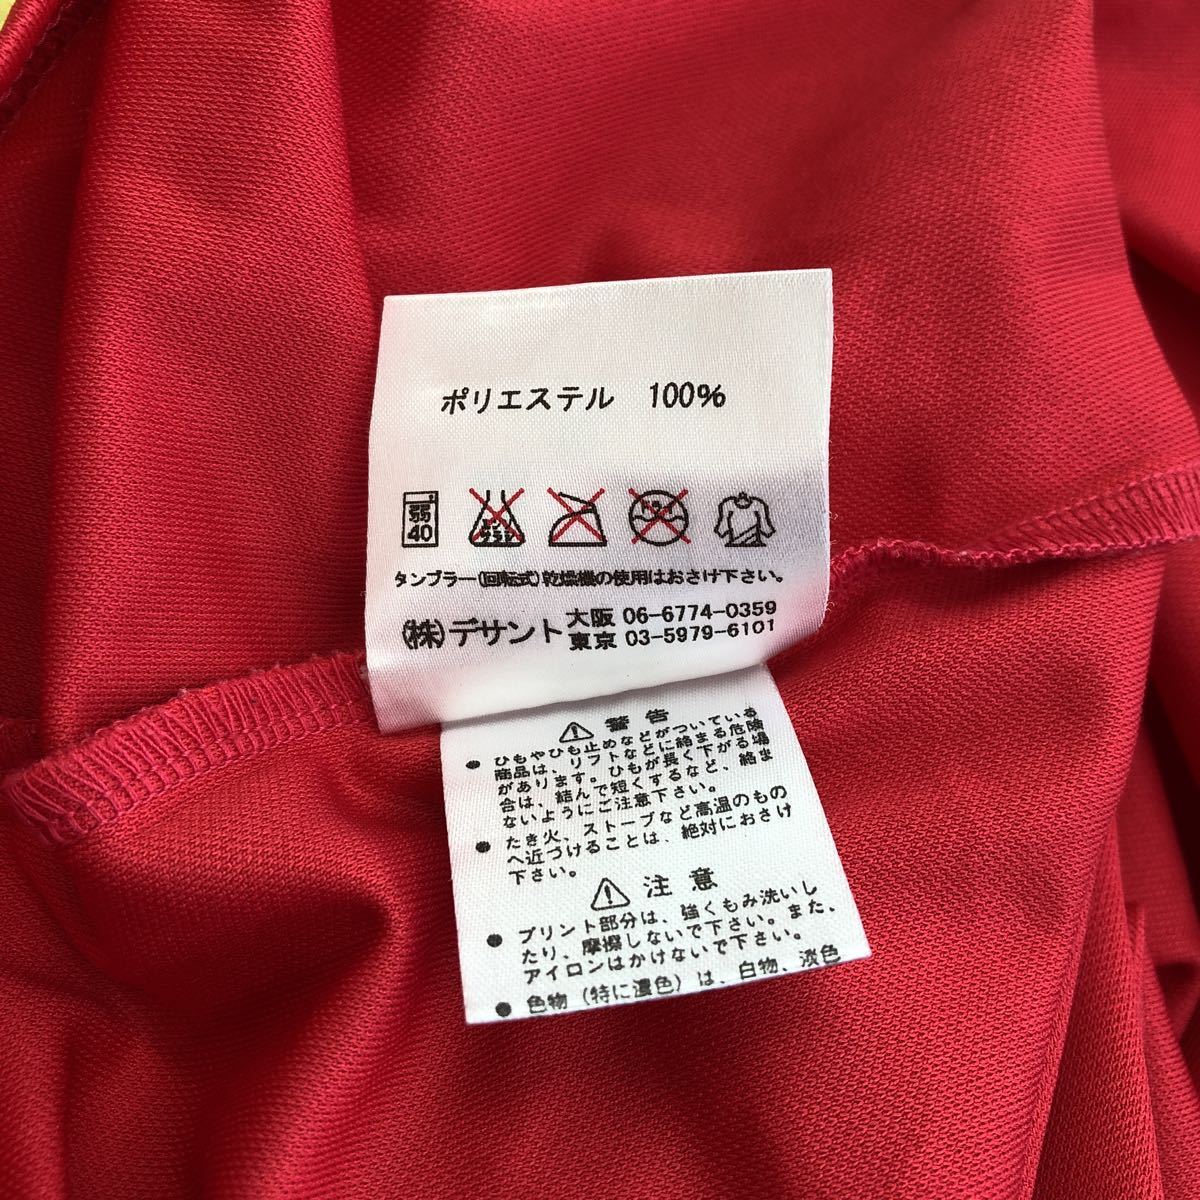 ポリエステル 100%
弱
40
エンソ
サラシ
タンブラー(回転式)乾燥機の使用はおさけ下さい。
(株)デサント 大阪 06-6774-0359
東京 03-5979-6101
警告
● ひもやひも止めなどがついている
商品は、リフトなどに絡まる危険
があります。ひもが長く下がる場
合は、結んで短くするなど、絡ま
ないようにご注意下さい。
● たき火、ストーブなど高温のもの
へ近づけることは、絶対におさけ
下さい。
注意
● プリント部分は、強くもみ洗いし
たり、摩擦しないで下さい。また、
アイロンはかけないで下さい。
● 色物(特に濃色)は、白物、淡色